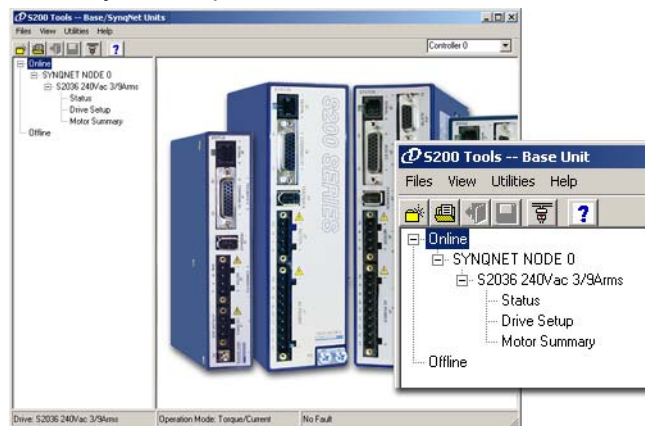 S200 Tools -- Base/SynqNet Units
Files View Utilities Help
Controller 0
Online
SYNQNET NODE 0
S2036 240Vac 3/9Arms
Status
Drive Setup
Motor Summary
Offline
S200 SERIES
S200 Tools -- Base Unit
Files View Utilities Help
?
Online
SYNQNET NODE 0
S2036 240Vac 3/9Arms
Status
Drive Setup
Motor Summary
Offline
Drive: S2036 240Vac 3/9Arms Operation Mode: Torque/Current No Fault